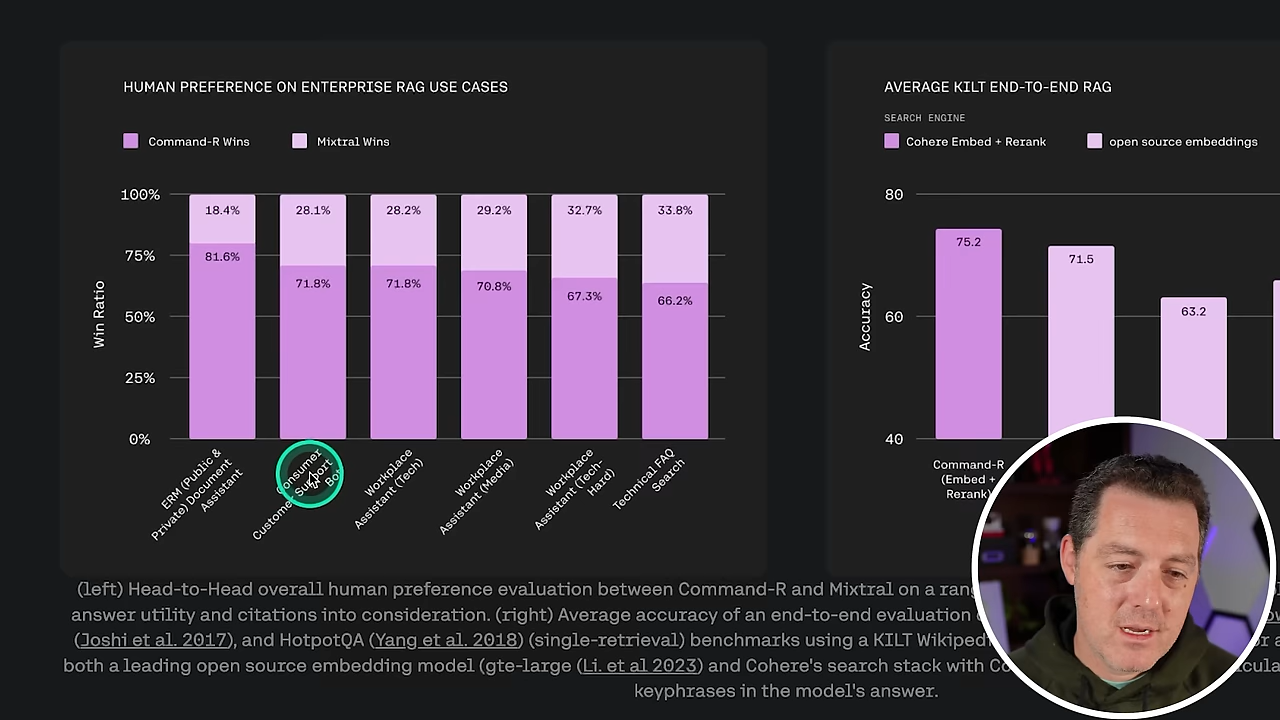 HUMAN PREFERENCE ON ENTERPRISE RAG USE CASES
Command-R Wins
Mixtral Wins
100%
75%
50%
25%
0%
Win Ratio
18.4%
81.6%
28.1%
71.8%
28.2%
71.8%
29.2%
70.8%
32.7%
67.3%
33.8%
66.2%
ERM (Public &
Private) Document
Assistant
Consumer
Customer Support
Bot
Workplace
Assistant (Tech)
Workplace
Assistant (Media)
Workplace
Assistant (Tech-
Hard)
Technical FAQ
Search
AVERAGE KILT END-TO-END RAG
SEARCH ENGINE
Cohere Embed + Rerank
open source embeddings
80
60
40
Accuracy
75.2
71.5
63.2
Command-R
(Embed +
Rerank)
(left) Head-to-Head overall human preference evaluation between Command-R and Mixtral on a
answer utility and citations into consideration. (right) Average accuracy of an end-to-end evaluation
(Joshi et al. 2017), and HotpotQA (Yang et al. 2018) (single-retrieval) benchmarks using a KILT
both a leading open source embedding model (gte-large (Li. et al 2023) and Cohere's search stack with
keyphrases in the model's answer.